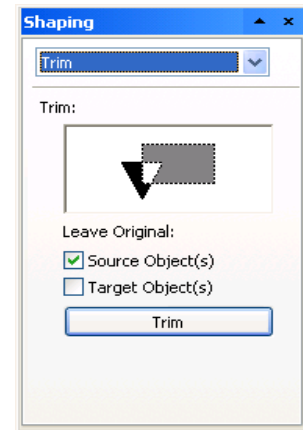 Shaping
Trim
Trim:
Leave Original:
Source Object(s)
Target Object(s)
Trim